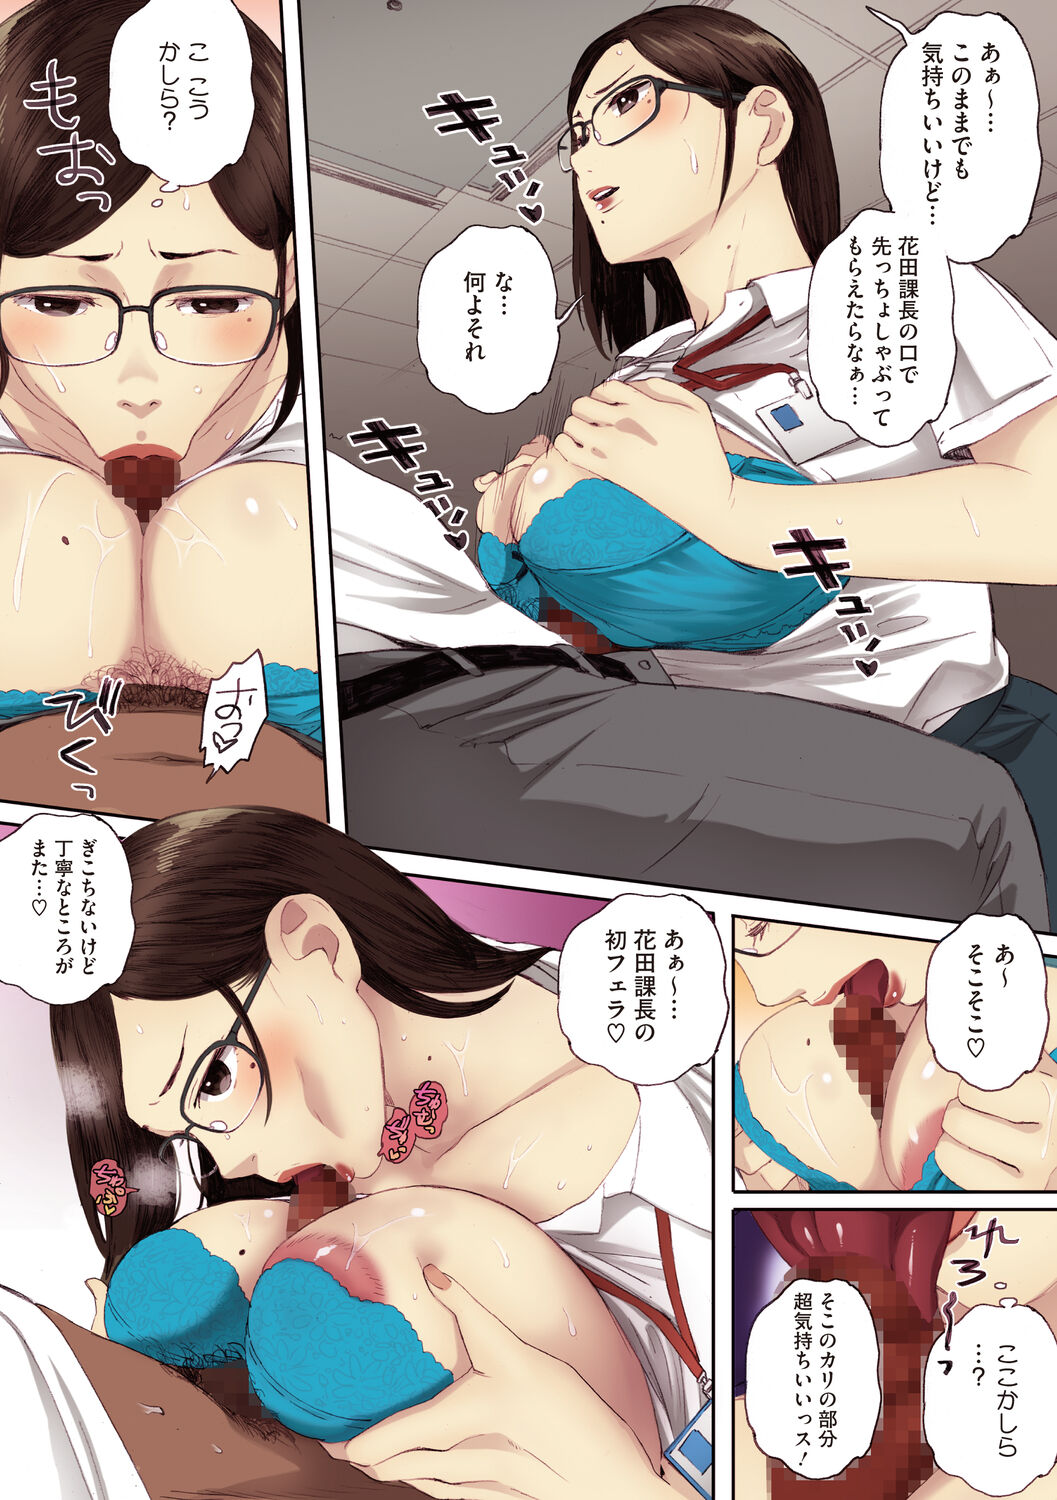 あぁ～…
このままでも
気持ちいいけど…
花田課長の口で
先っちょしゃぶって
もらえたらなぁ…
な…
何よそれ
キュッ♡
キュッ♡
キュッ♡
こ こう
かしら？
もおっ
おっ♡
びくっ
あ～
そこそこ♡
あぁ～…
花田課長の
初フェラ♡
ぎこちないけど
丁寧なところが
また…♡
れろ～っ
ここかしら
…？
そこのカリの部分
超気持ちいいっス！